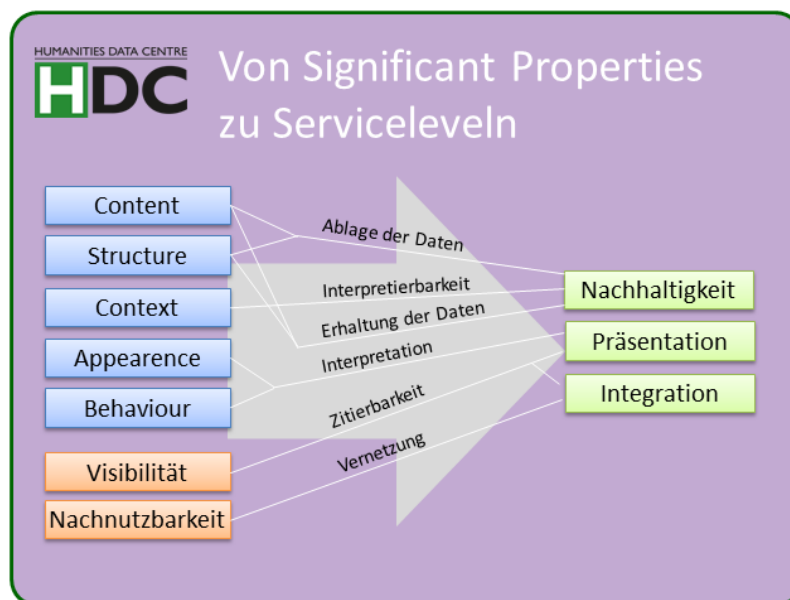 HUMANITIES DATA CENTRE
HDC
Von Significant Properties
zu Serviceleveln
Content
Structure
Context
Appearence
Behaviour
Visibilität
Nachnutzbarkeit
Ablage der Daten
Interpretierbarkeit
Erhaltung der Daten
Interpretation
Zitierbarkeit
Vernetzung
Nachhaltigkeit
Präsentation
Integration